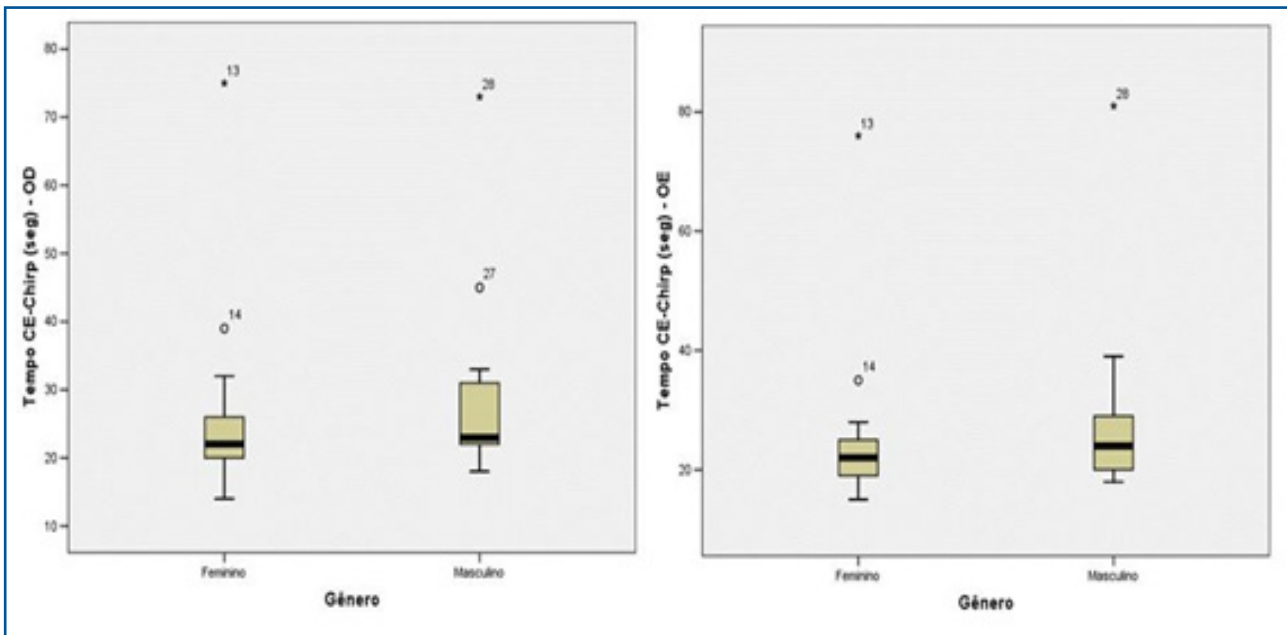 Tempo CE-Chirp (seg) - OD
80
70
60
50
40
30
20
10
13
14
28
27
Feminino
Masculino
Gênero
Tempo CE-Chirp (seg) - OE
80
60
40
20
13
14
28
Feminino
Masculino
Gênero